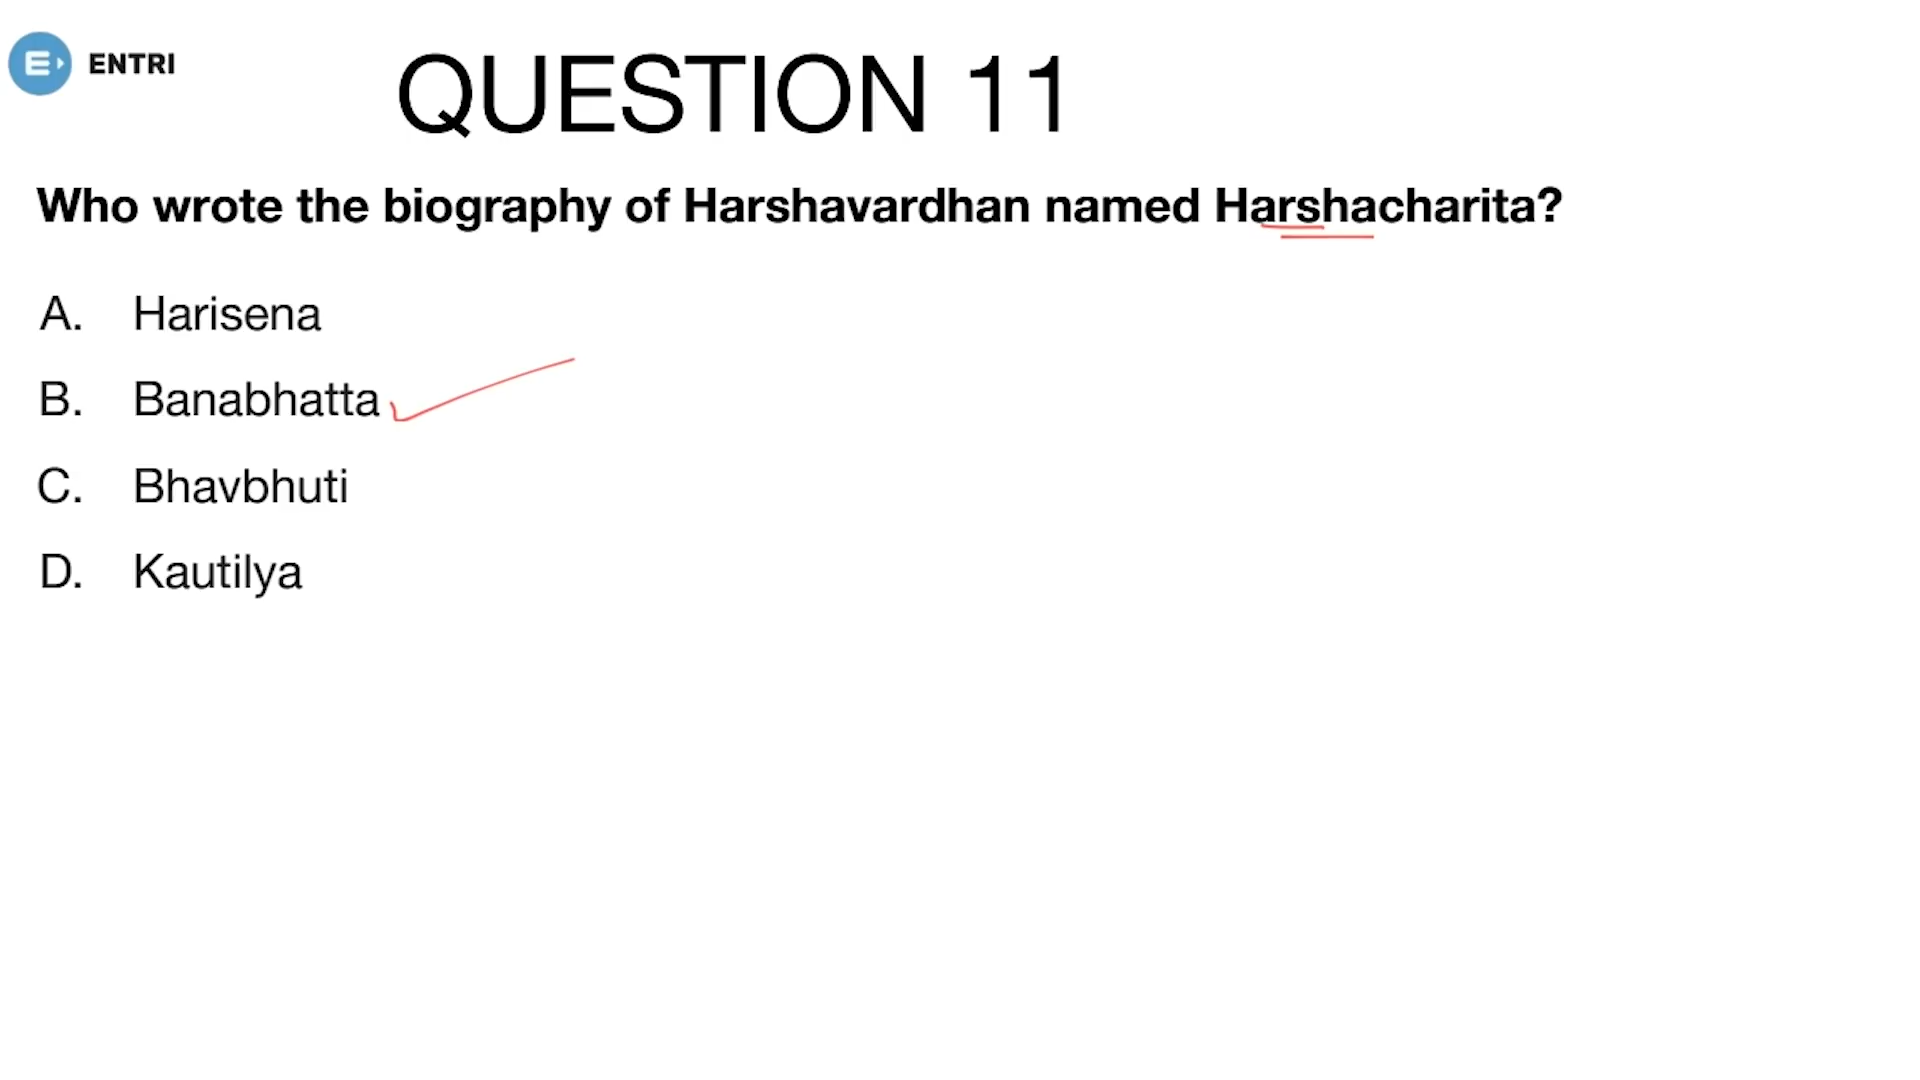 ENTRI
QUESTION 11
Who wrote the biography of Harshavardhan named Harshacharita?
A. Harisena
B. Banabhatta
C. Bhavbhuti
D. Kautilya